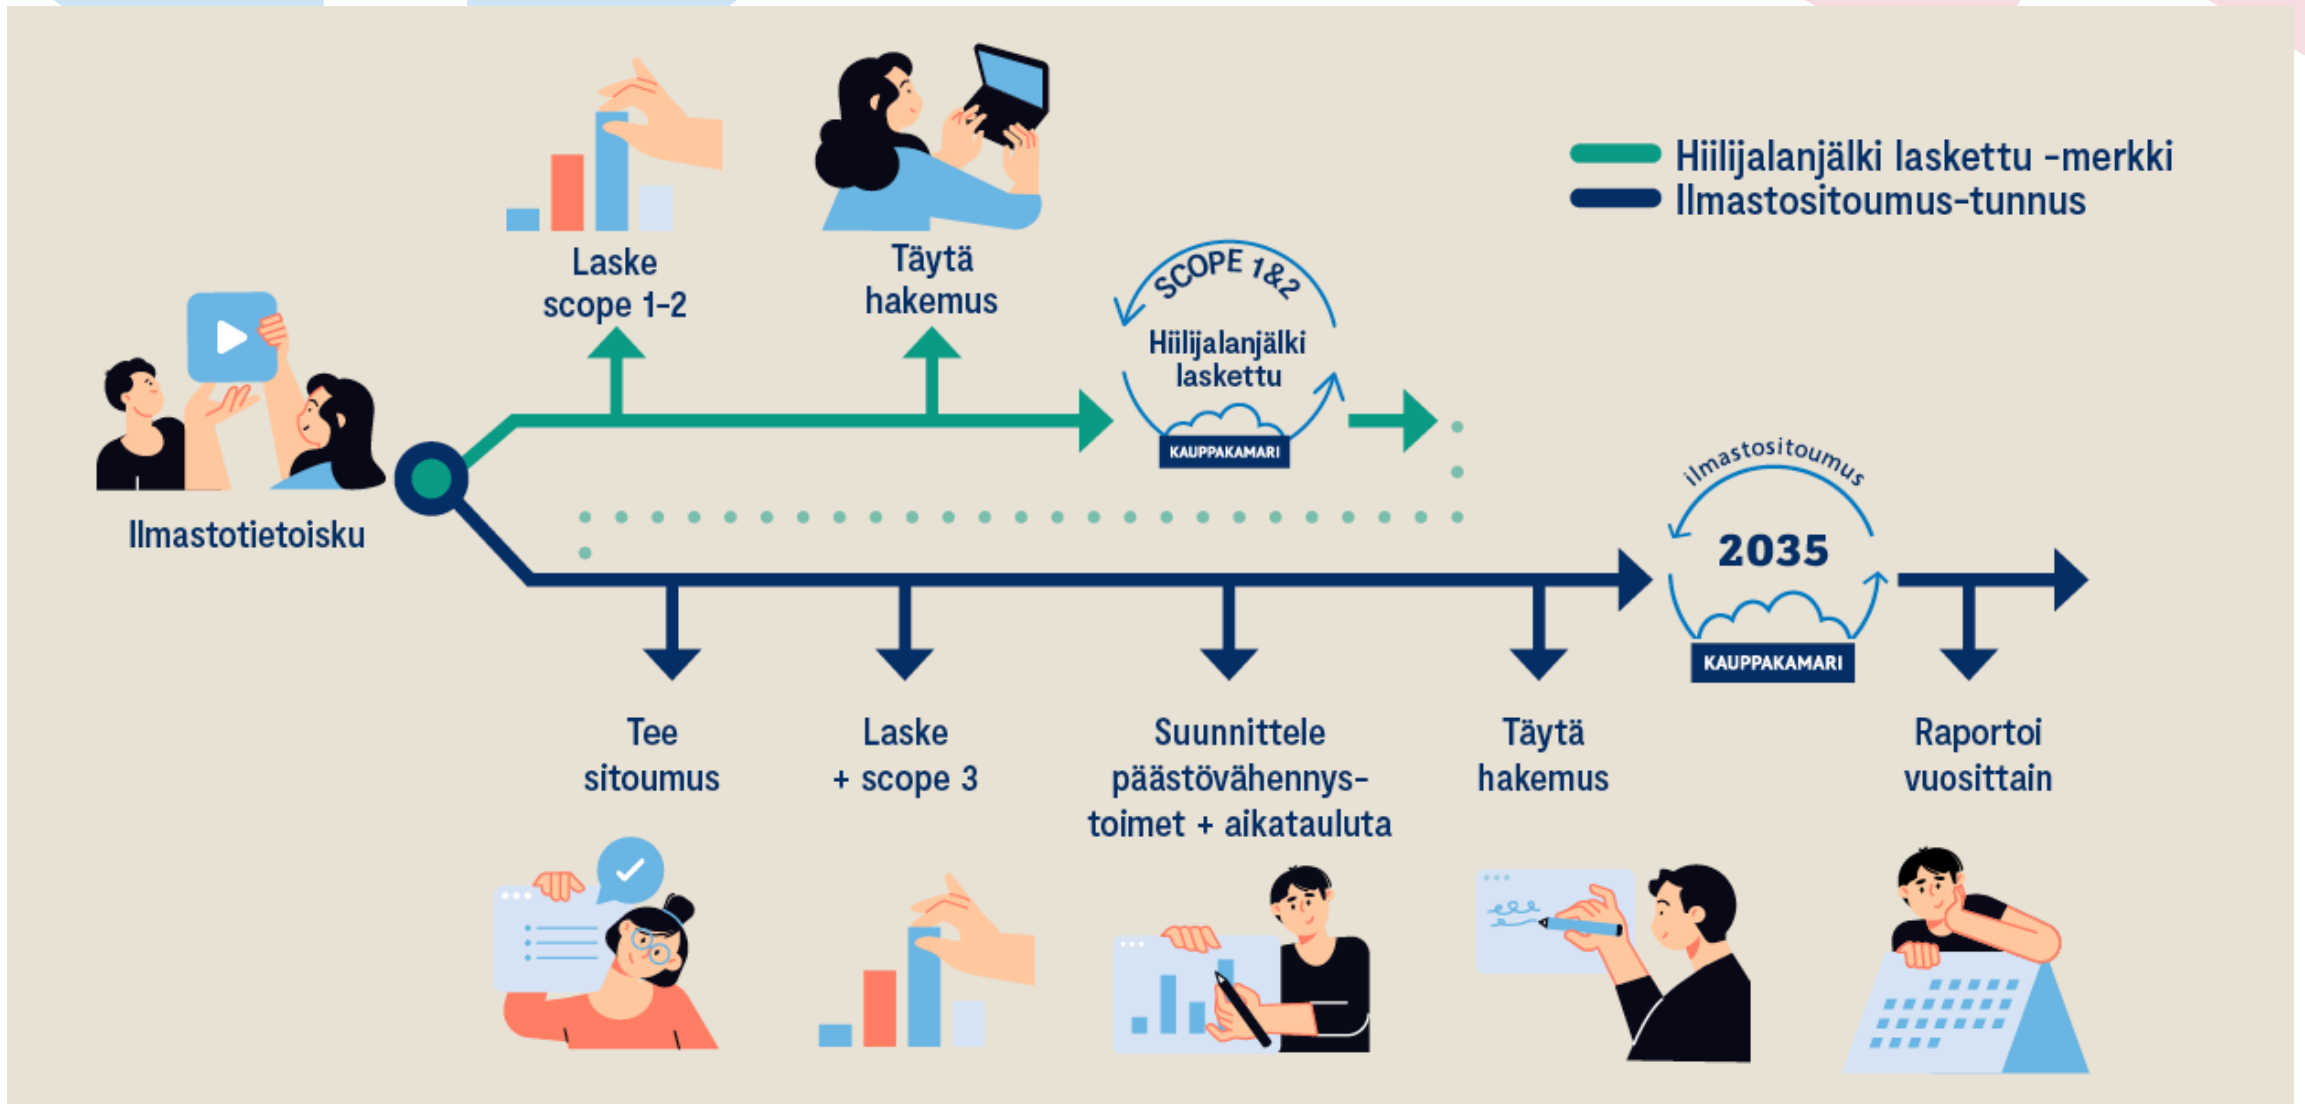 Hiilijalanjälki laskettu -merkki
Ilmastositoumus-tunnus
Laske
scope 1-2
Täytä
hakemus
SCOPE 1&2
Hiilijalanjälki
laskettu
KAUPPAKAMARI
Ilmastotietoisku
ilmastositoumus
2035
KAUPPAKAMARI
Tee
sitoumus
Laske
+ scope 3
Suunnittele
päästövähennys-
toimet + aikatauluta
Täytä
hakemus
Raportoi
vuosittain